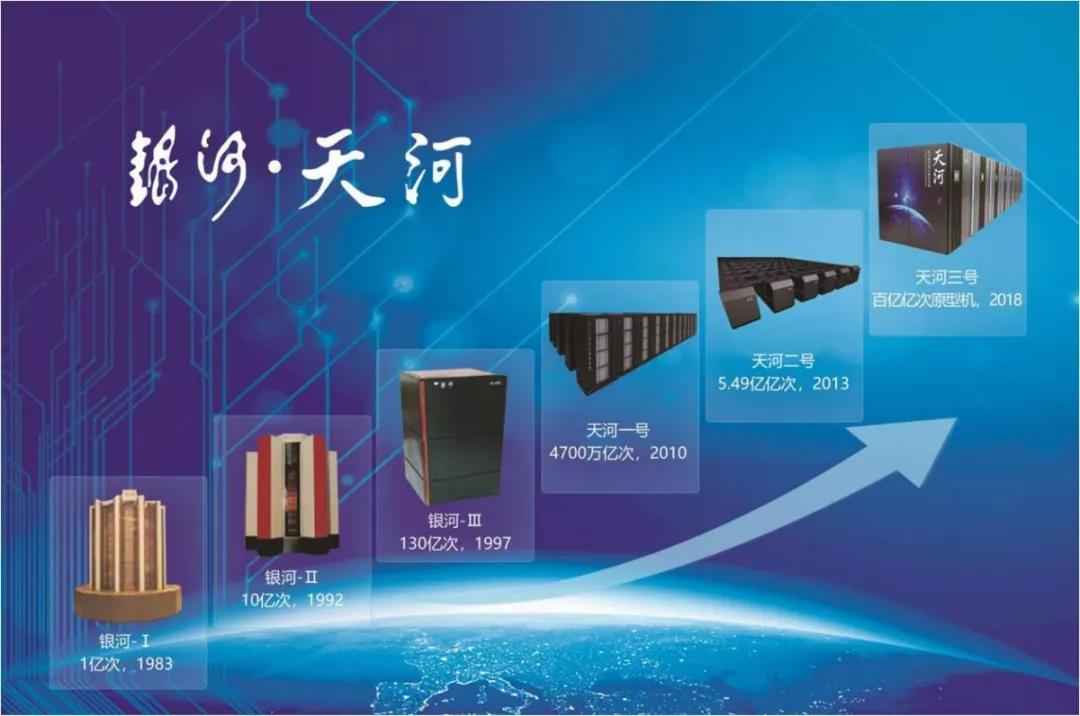 银河·天河
天河
天河三号
百亿亿次原型机，2018
天河二号
5.49亿亿次，2013
天河一号
4700万亿次，2010
银河-Ⅲ
130亿次，1997
银河-Ⅱ
10亿次，1992
银河-Ⅰ
1亿次，1983